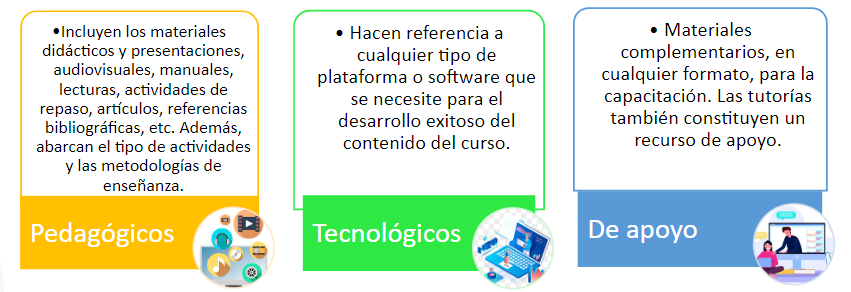 •Incluyen los materiales
didácticos y presentaciones,
audiovisuales, manuales,
lecturas, actividades de
repaso, artículos, referencias
bibliográficas, etc. Además,
abarcan el tipo de actividades
y las metodologías de
enseñanza.
Pedagógicos
• Hacen referencia a
cualquier tipo de
plataforma o software que
se necesite para el
desarrollo exitoso del
contenido del curso.
Tecnológicos
• Materiales
complementarios, en
cualquier formato, para la
capacitación. Las tutorías
también constituyen un
recurso de apoyo.
De apoyo